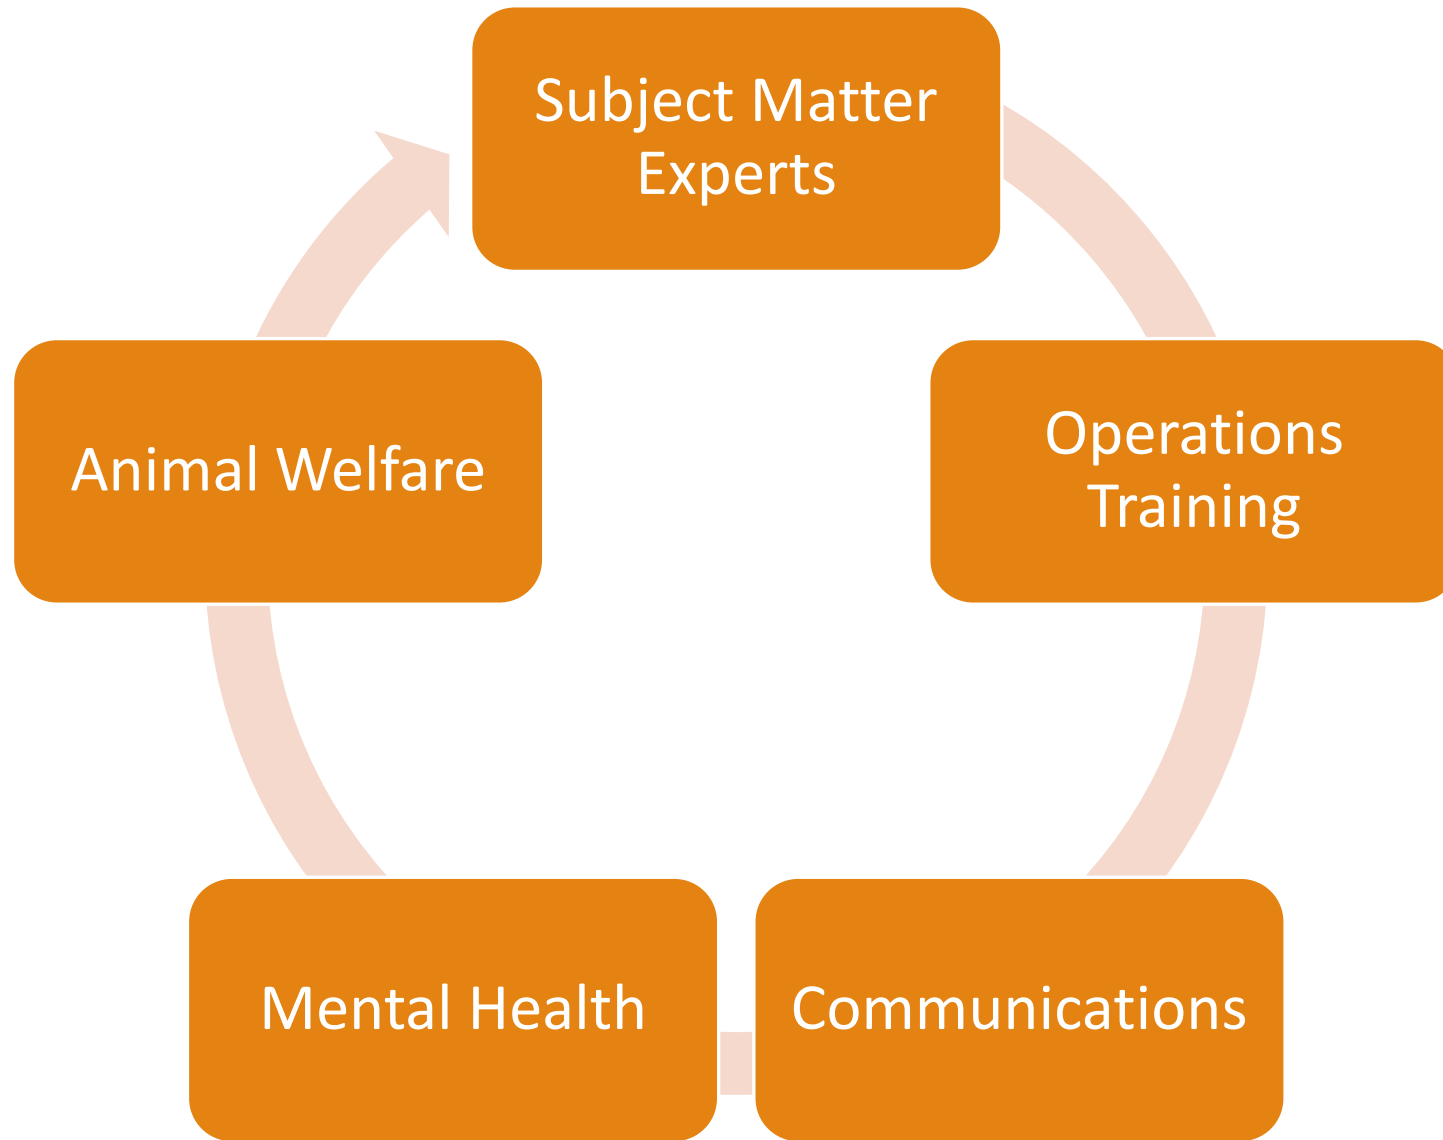 Subject Matter
Experts
Operations
Training
Communications
Mental Health
Animal Welfare